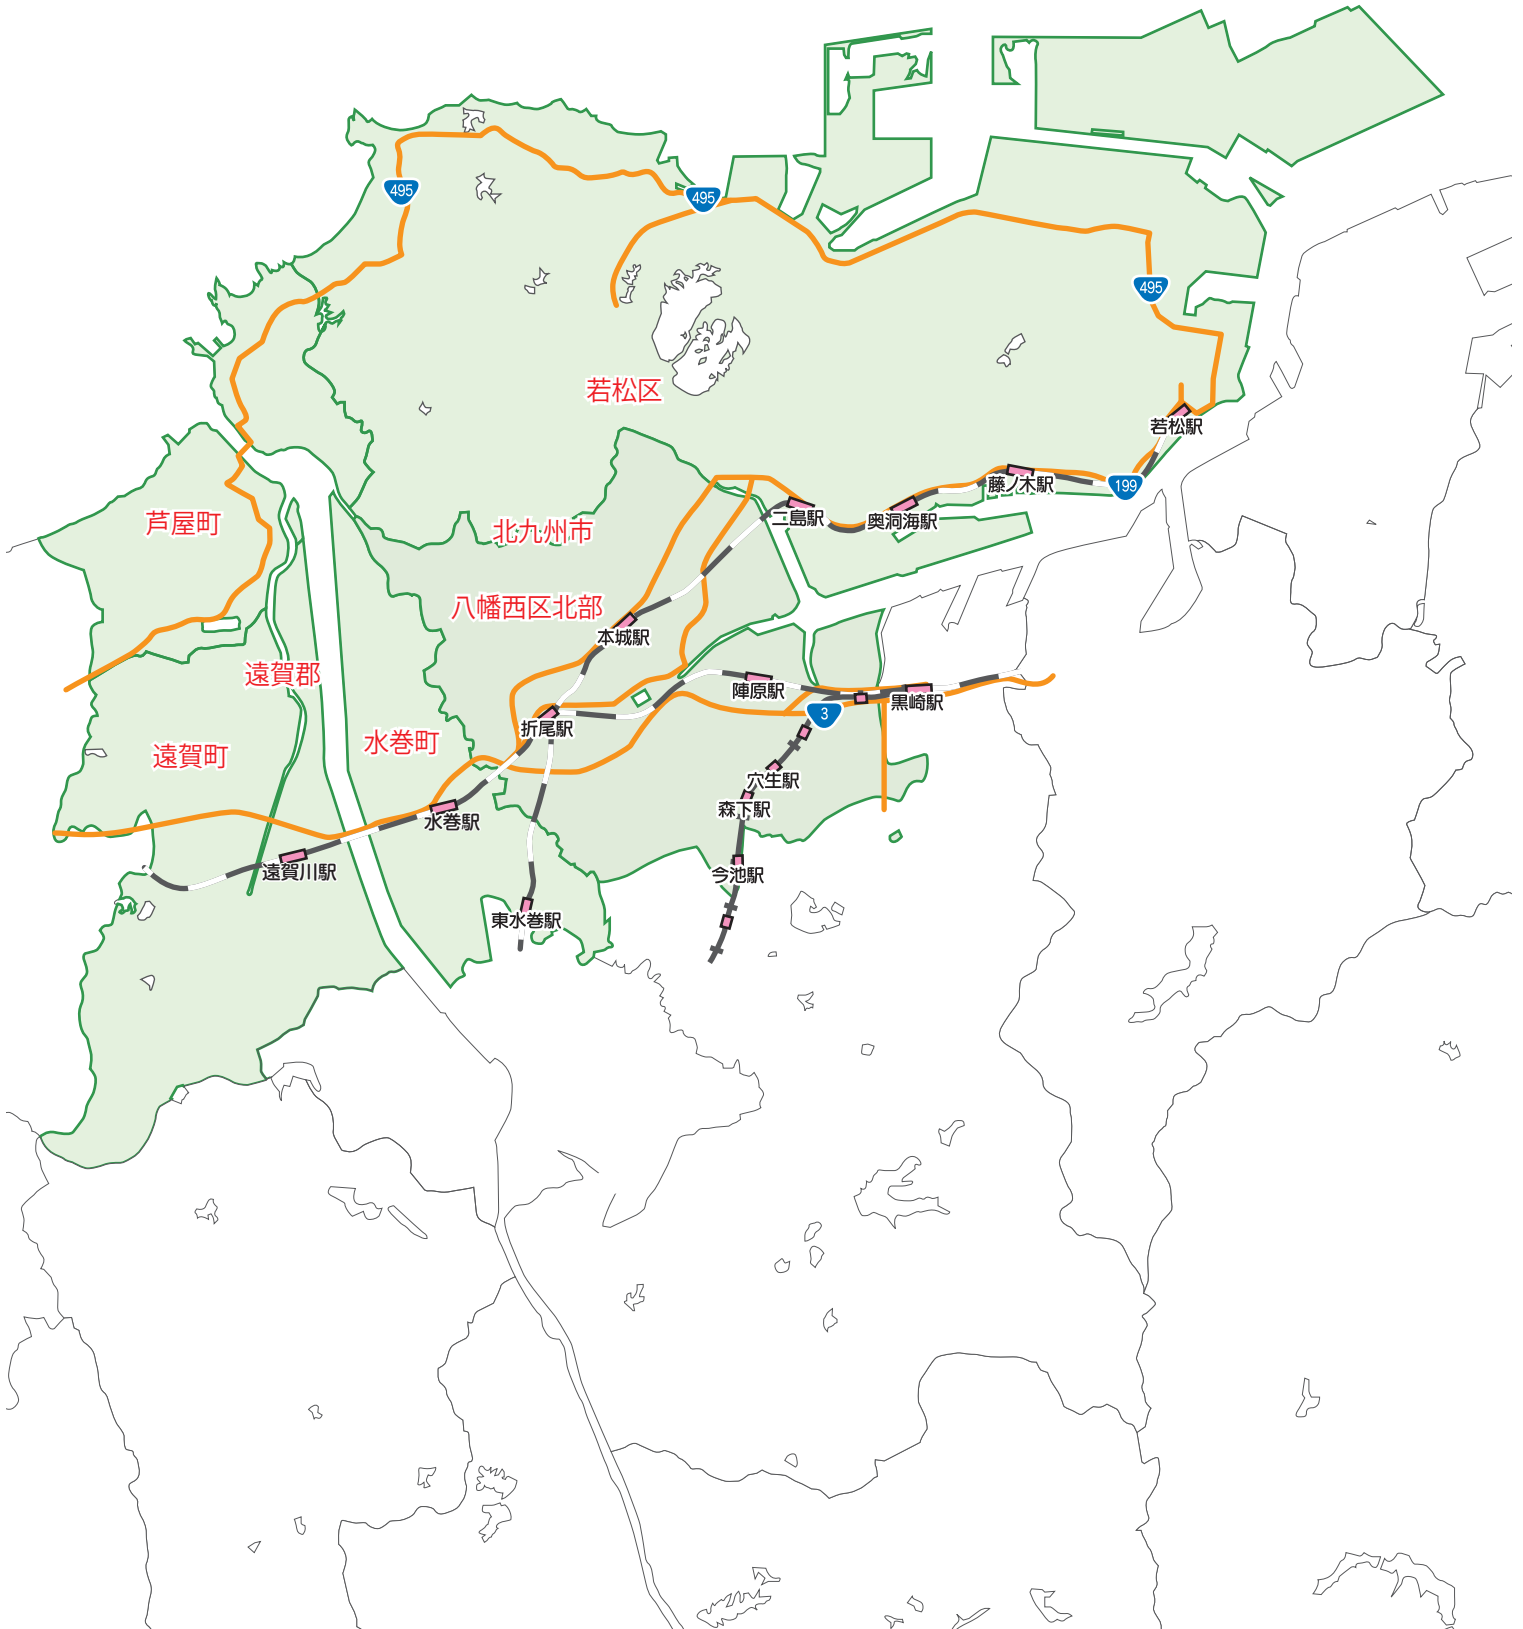 495
495
495
若松区
若松駅
藤ノ木駅
199
二島駅
奥洞海駅
芦屋町
北九州市
八幡西区北部
本城駅
遠賀郡
陣原駅
黒崎駅
3
折尾駅
水巻町
遠賀町
穴生駅
森下駅
水巻駅
遠賀川駅
今池駅
東水巻駅